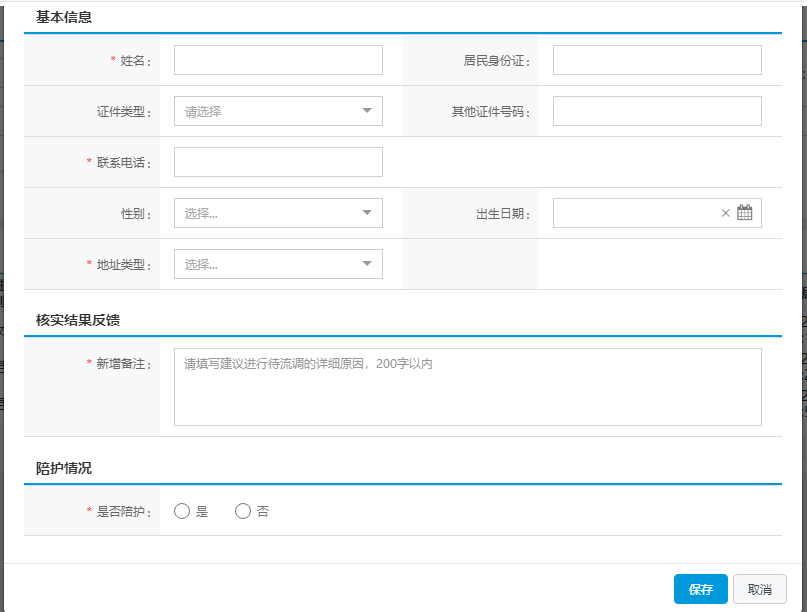 基本信息
* 姓名： 居民身份证：
证件类型： 请选择 其他证件号码：
* 联系电话：
性别： 选择... 出生日期： ×
* 地址类型： 选择...
核实结果反馈
* 新增备注： 请填写建议进行待流调的详细原因，200字以内
陪护情况
* 是否陪护： 是 否
保存 取消